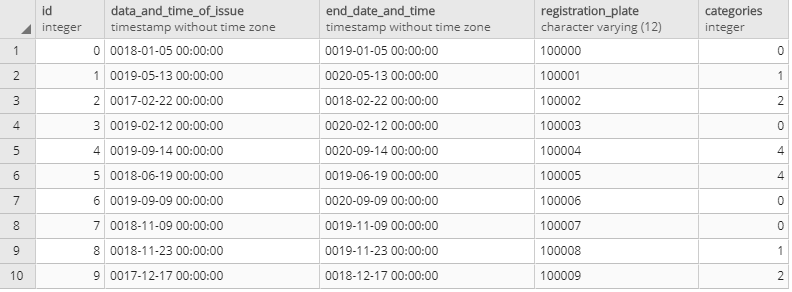 id data_and_time_of_issue end_date_and_time registration_plate categories
integer timestamp without time zone timestamp without time zone character varying (12) integer
1 0 0018-01-05 00:00:00 0019-01-05 00:00:00 100000 0
2 1 0019-05-13 00:00:00 0020-05-13 00:00:00 100001 1
3 2 0017-02-22 00:00:00 0018-02-22 00:00:00 100002 2
4 3 0019-02-12 00:00:00 0020-02-12 00:00:00 100003 0
5 4 0019-09-14 00:00:00 0020-09-14 00:00:00 100004 4
6 5 0018-06-19 00:00:00 0019-06-19 00:00:00 100005 4
7 6 0019-09-09 00:00:00 0020-09-09 00:00:00 100006 0
8 7 0018-11-09 00:00:00 0019-11-09 00:00:00 100007 0
9 8 0018-11-23 00:00:00 0019-11-23 00:00:00 100008 1
10 9 0017-12-17 00:00:00 0018-12-17 00:00:00 100009 2